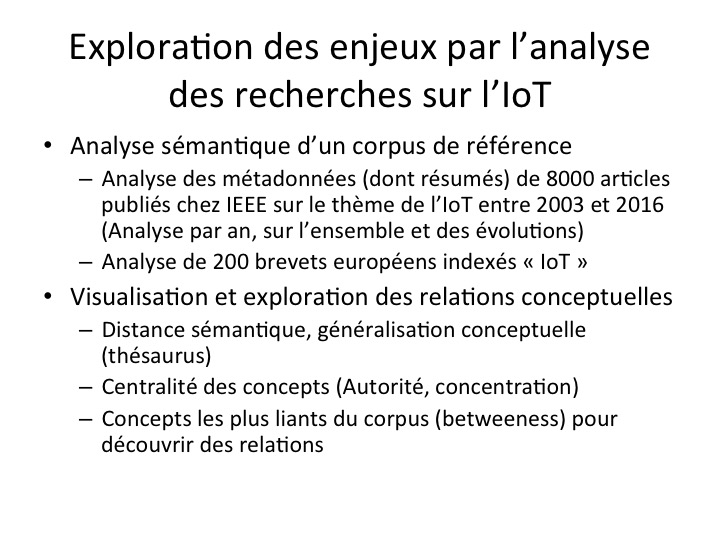 Exploration des enjeux par l’analyse
des recherches sur l’IoT
• Analyse sémantique d’un corpus de référence
– Analyse des métadonnées (dont résumés) de 8000 articles
publiés chez IEEE sur le thème de l’IoT entre 2003 et 2016
(Analyse par an, sur l’ensemble et des évolutions)
– Analyse de 200 brevets européens indexés « IoT »
• Visualisation et exploration des relations conceptuelles
– Distance sémantique, généralisation conceptuelle
(thésaurus)
– Centralité des concepts (Autorité, concentration)
– Concepts les plus liants du corpus (betweeness) pour
découvrir des relations